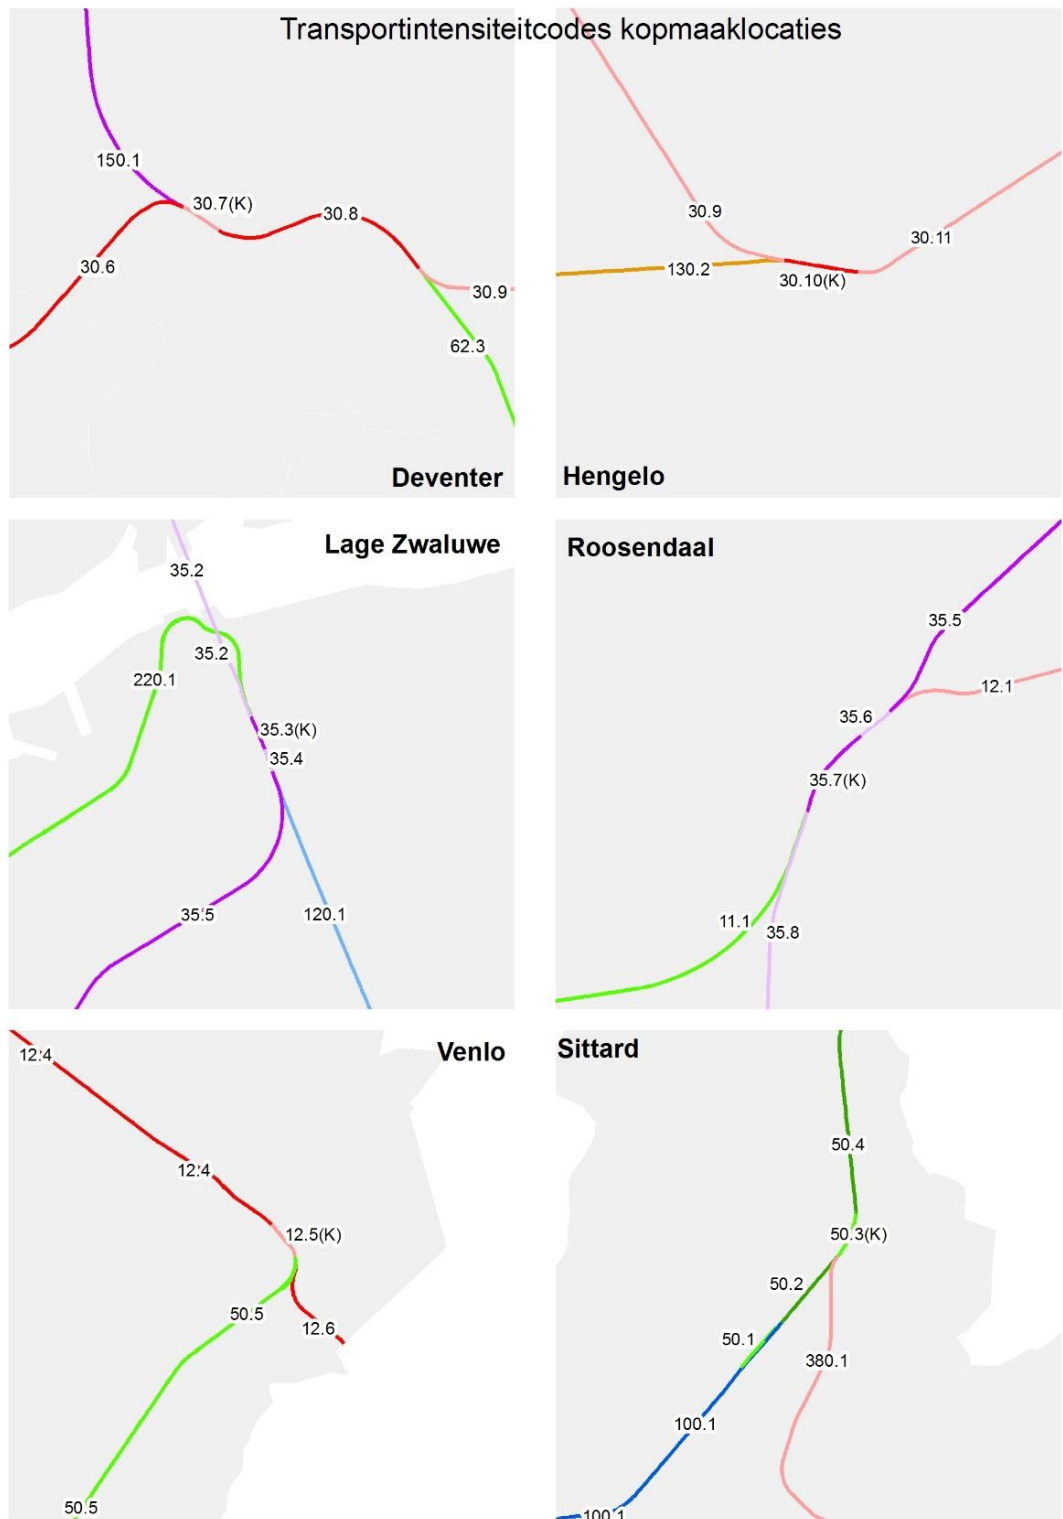 Transportintensiteitcodes kopmaaklocaties
150.1
30.7(K)
30.8
30.6
30.9
62.3
Deventer
30.9
30.11
130.2
30.10(K)
Hengelo
Lage Zwaluwe
35.2
35.2
220.1
35.3(K)
35.4
35.5
120.1
Roosendaal
35.5
12.1
35.6
35.7(K)
11.1
35.8
Venlo
12.4
12.4
12.5(K)
50.5
12.6
50.5
Sittard
50.4
50.3(K)
50.2
50.1
380.1
100.1
100.1